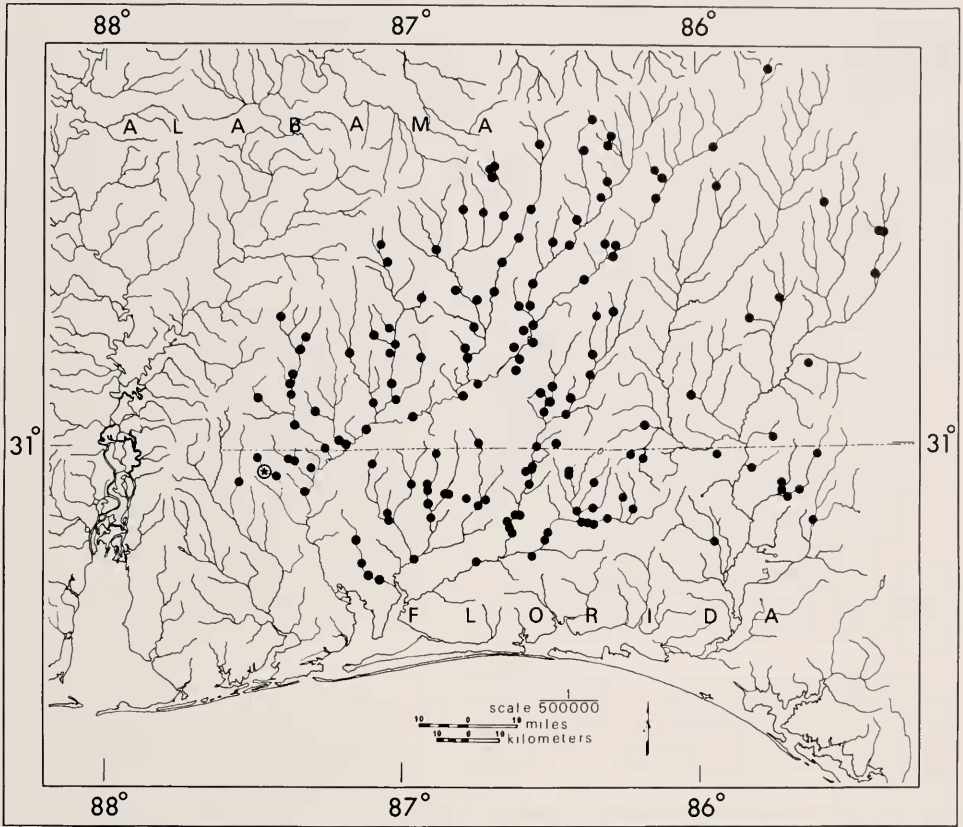 88° 87° 86°
A L A B A M A
31° 31°
F L O R I D A
1
scale 500000
10 0 10 miles
10 0 10 kilometers
88° 87° 86°